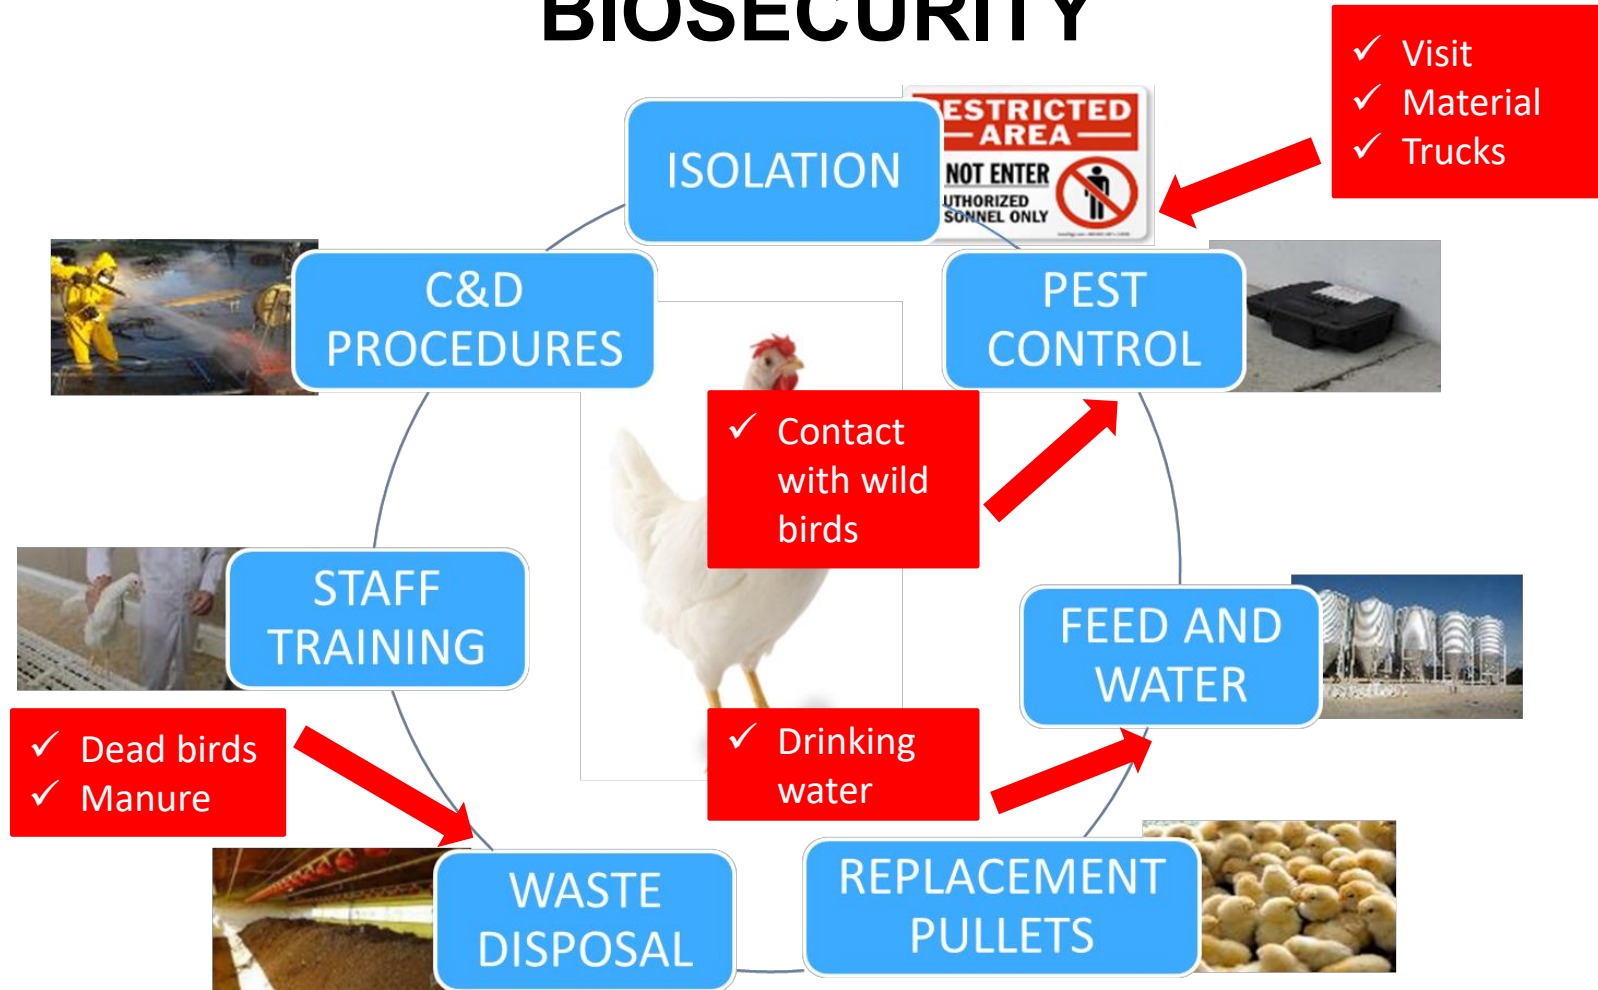 BIOSECURITY
✓ Visit
✓ Material
✓ Trucks
ISOLATION
ESTRICTED
AREA
NOT ENTER
UTHORIZED
SONNEL ONLY
C&D
PROCEDURES
PEST
CONTROL
✓ Contact
with wild
birds
STAFF
TRAINING
FEED AND
WATER
✓ Dead birds
✓ Manure
✓ Drinking
water
WASTE
DISPOSAL
REPLACEMENT
PULLETS